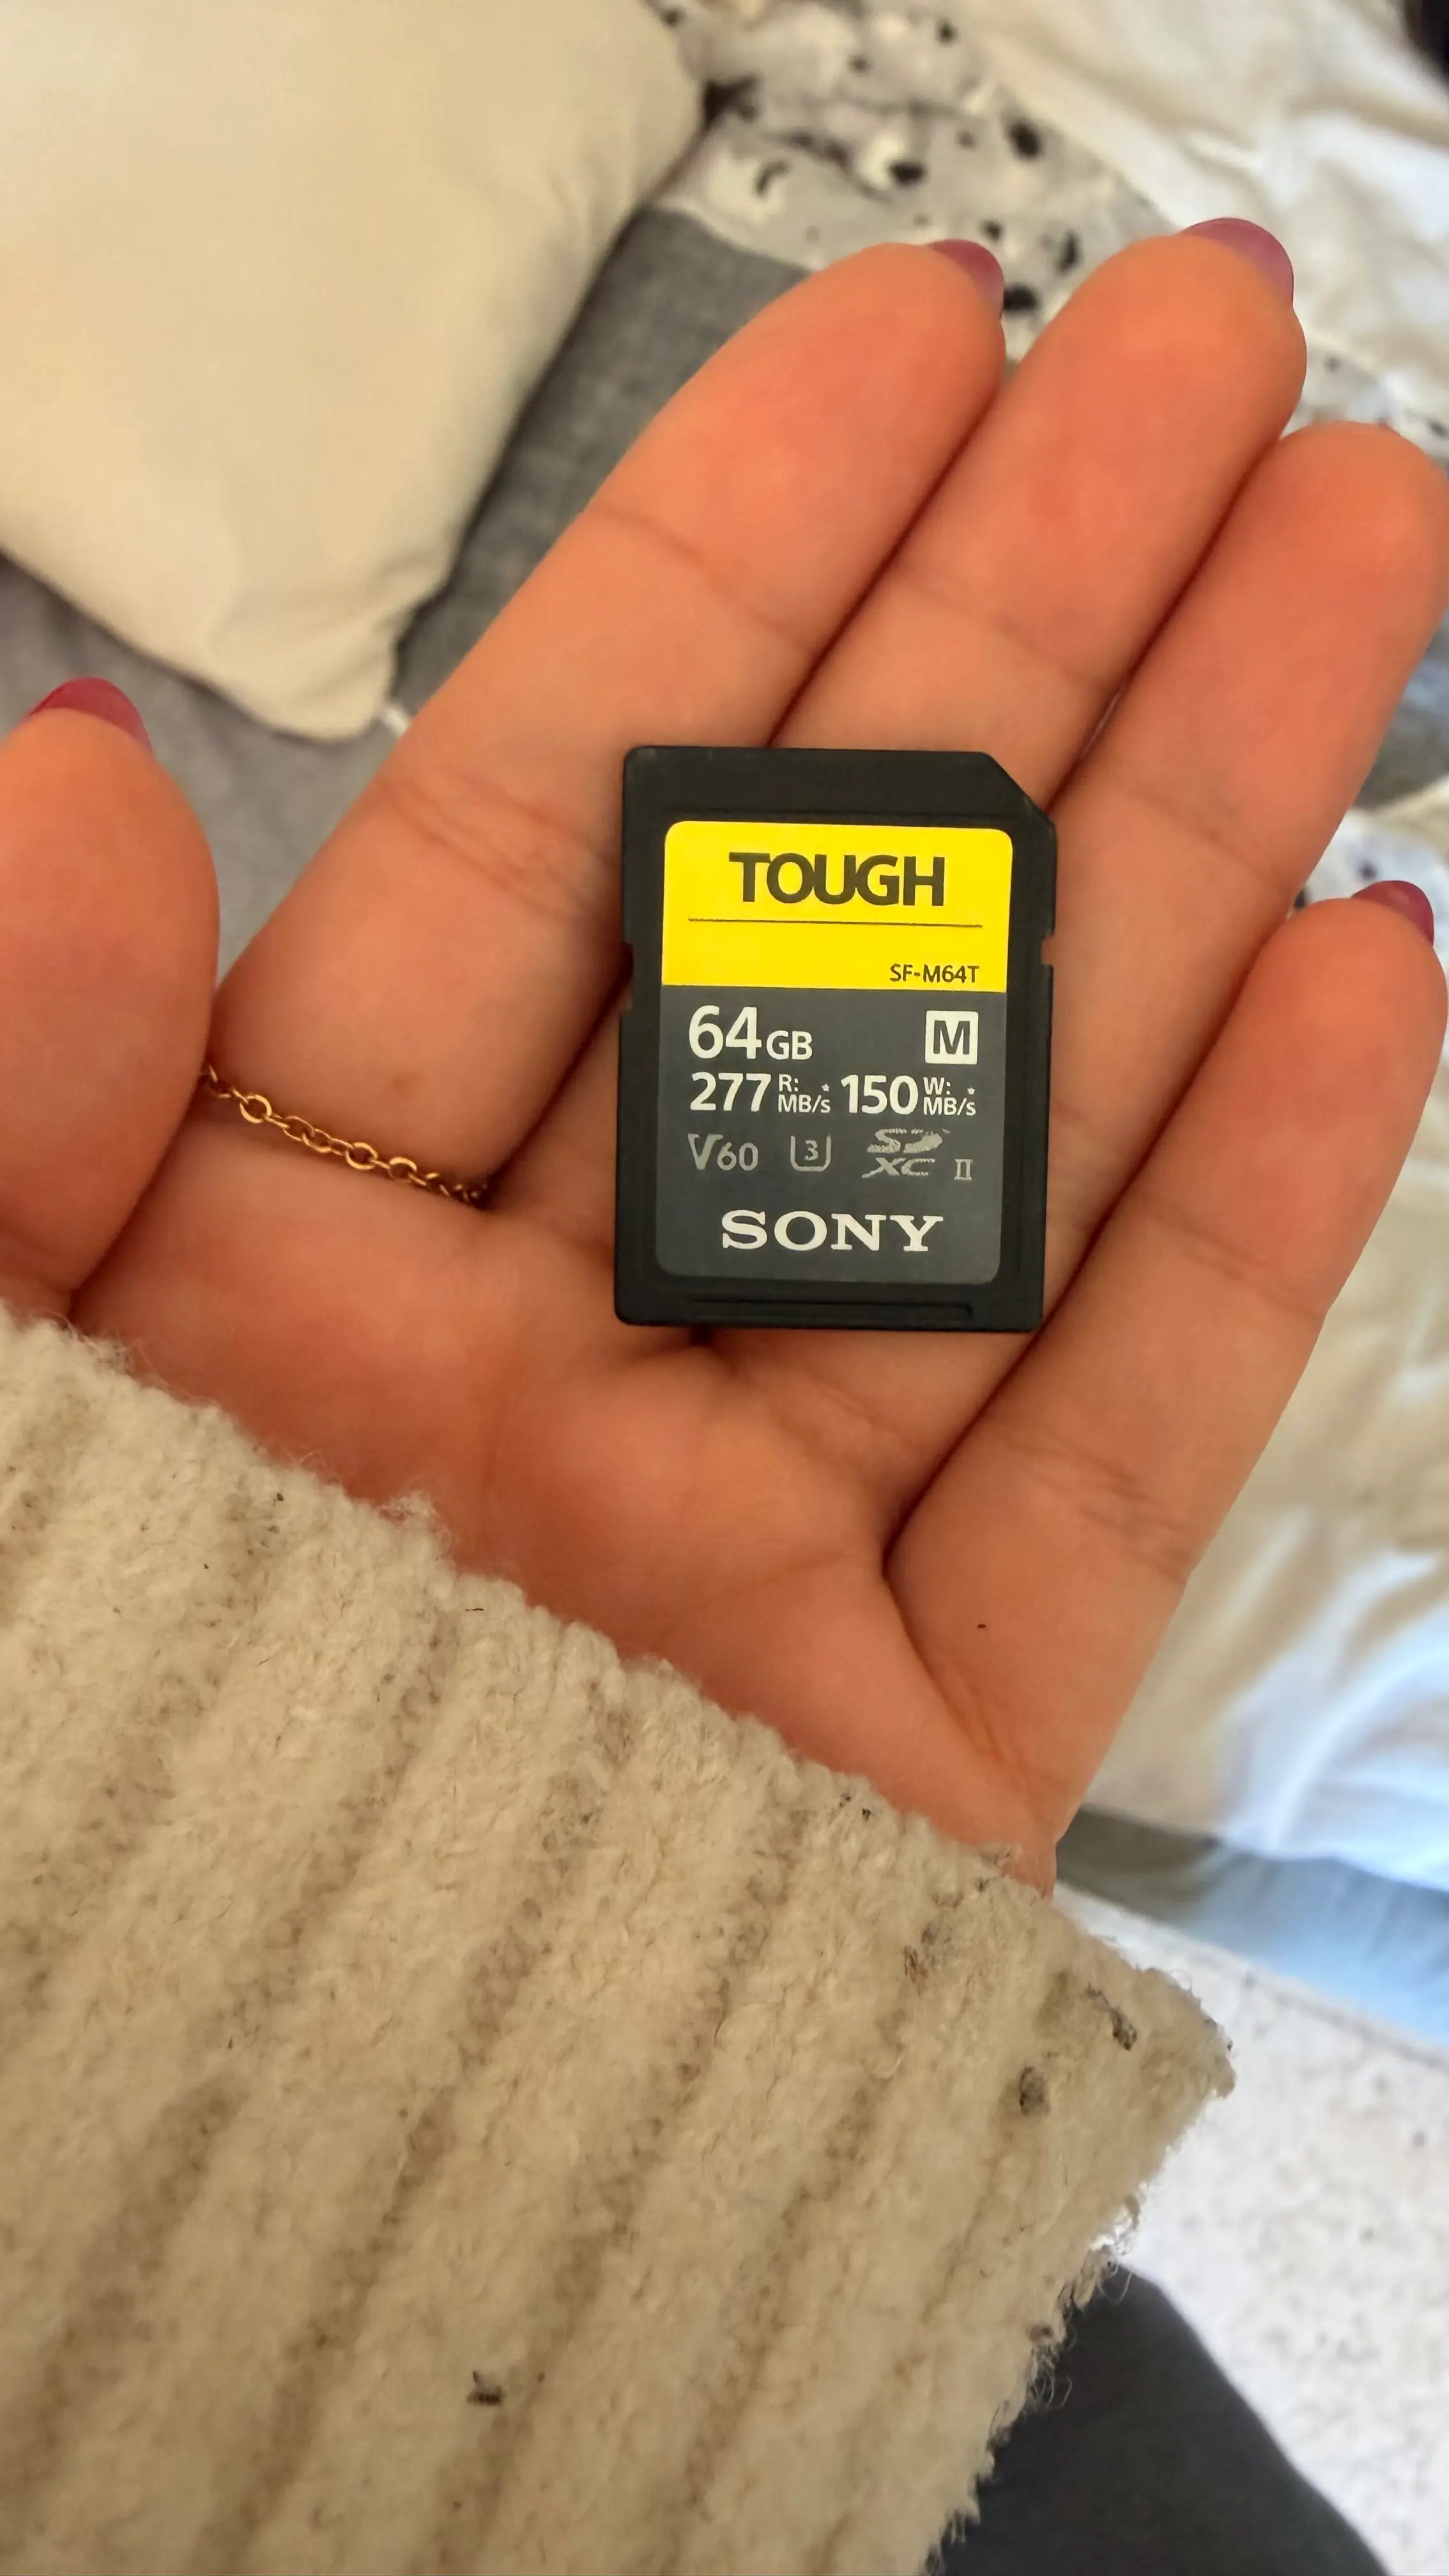 TOUGH
SF-M64T
64GB M
277 R: MB/s* 150 W: MB/s*
V60 3 SD XC II
SONY